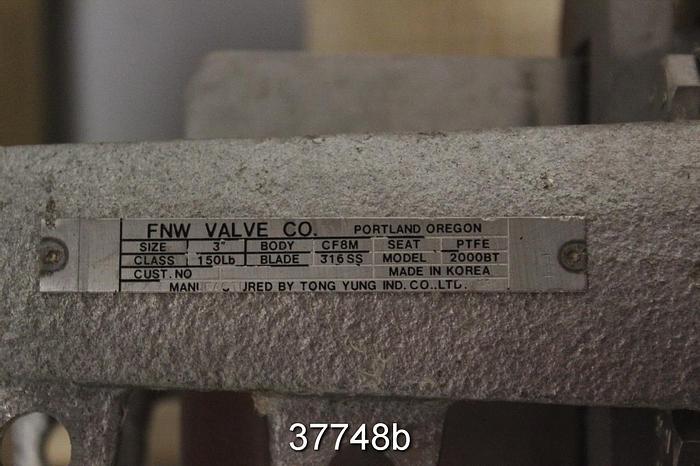 FNW VALVE CO. PORTLAND OREGON
SIZE 3" BODY CF8M SEAT PTFE
CLASS 150Lb BLADE 316SS MODEL 2000BT
CUST.NO MADE IN KOREA
BY TONG YUNG IND.CO.,LTD.
37748b